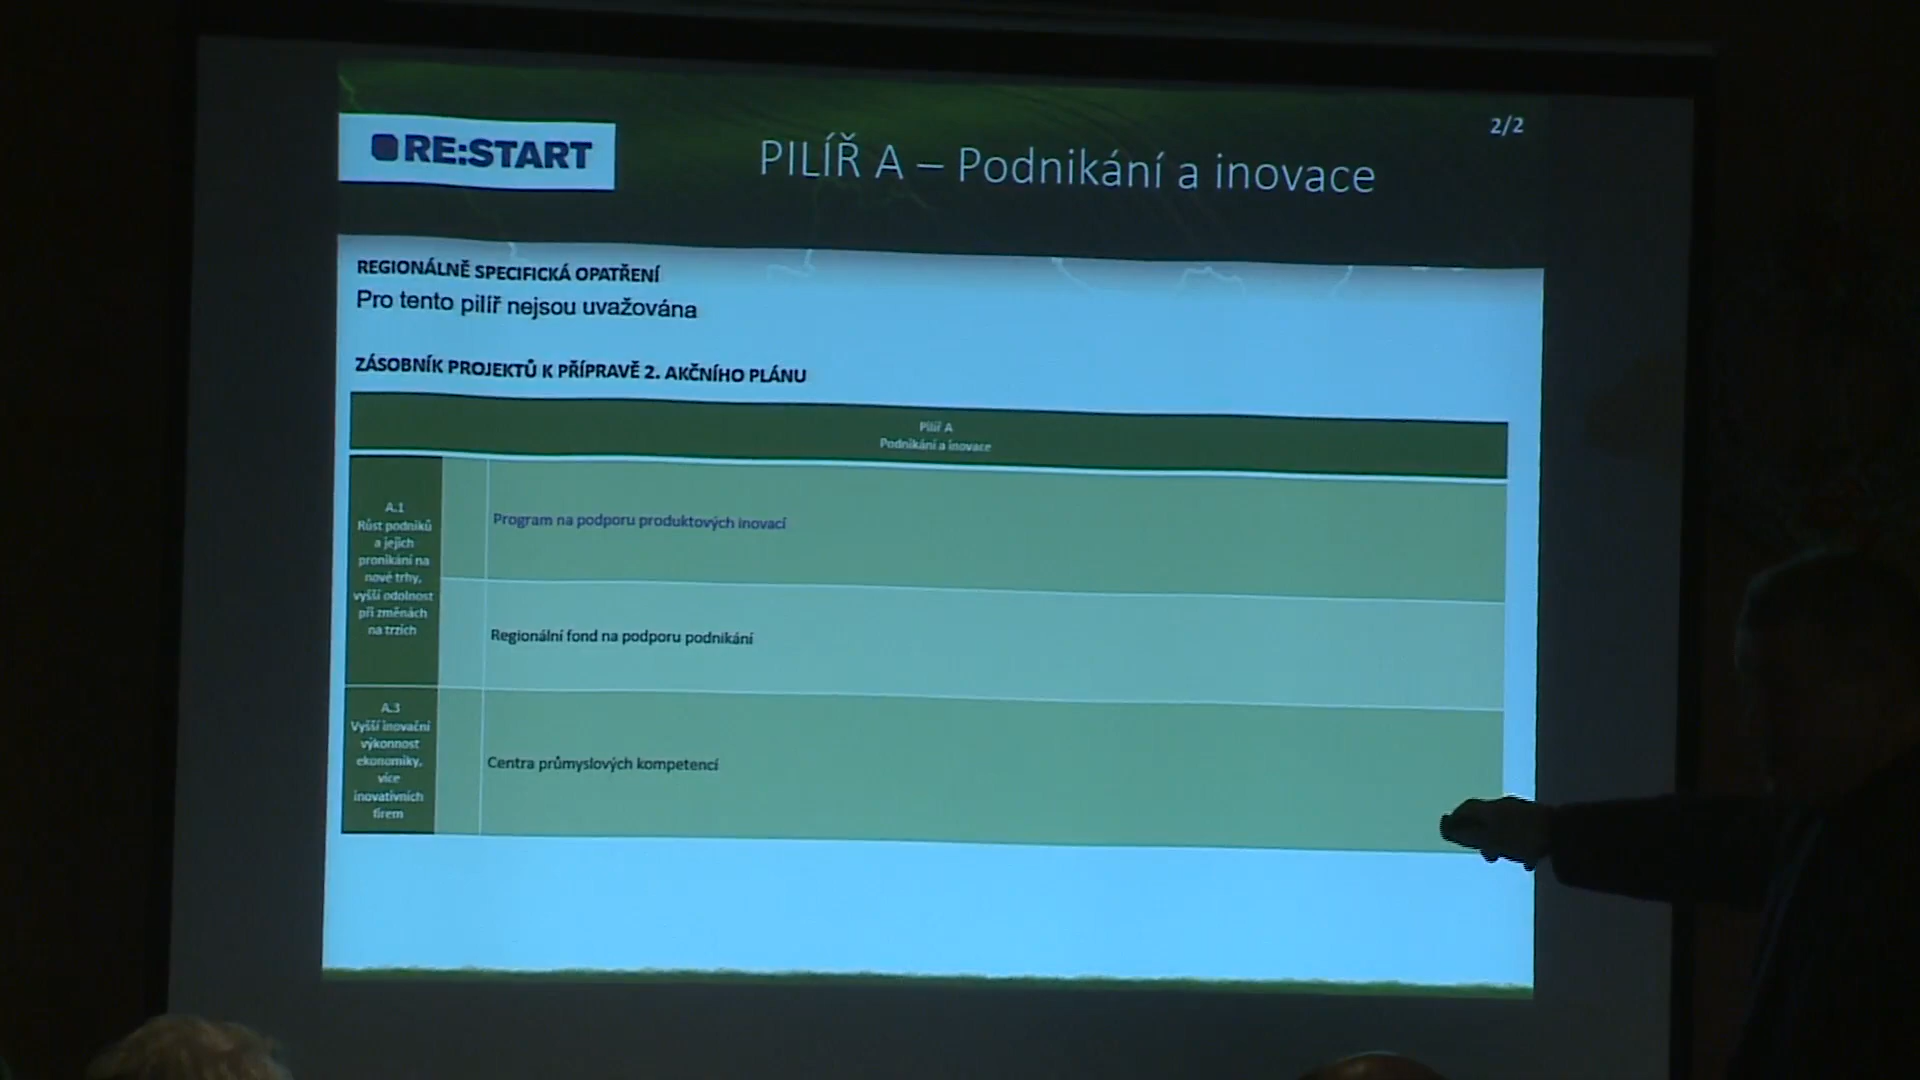 RE:START
PILÍŘ A – Podnikání a inovace
2/2
REGIONÁLNĚ SPECIFICKÁ OPATŘENÍ
Pro tento pilíř nejsou uvažována
ZÁSOBNÍK PROJEKTŮ K PŘÍPRAVĚ 2. AKČNÍHO PLÁNU
Pilíř A
Podnikání a inovace
A.1
Růst podniků
a jejich
pronikání na
nové trhy,
vyšší odolnost
při změnách
na trzích
Program na podporu produktových inovací
Regionální fond na podporu podnikání
A.3
Vyšší inovační
výkonnost
ekonomiky,
více
inovativních
firem
Centra průmyslových kompetencí